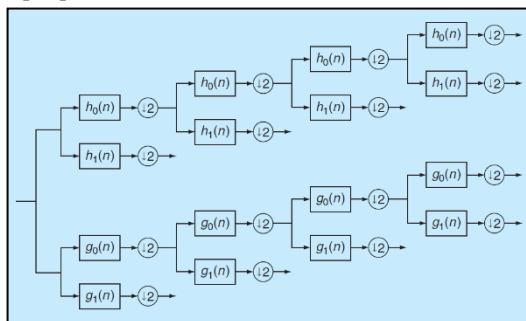 h₀(n) ↓2
h₀(n) ↓2
h₀(n) ↓2 h₁(n) ↓2
h₀(n) ↓2 h₁(n) ↓2
h₁(n) ↓2
h₁(n) ↓2
g₀(n) ↓2
g₀(n) ↓2
g₀(n) ↓2 g₁(n) ↓2
g₀(n) ↓2 g₁(n) ↓2
g₁(n) ↓2
g₁(n) ↓2